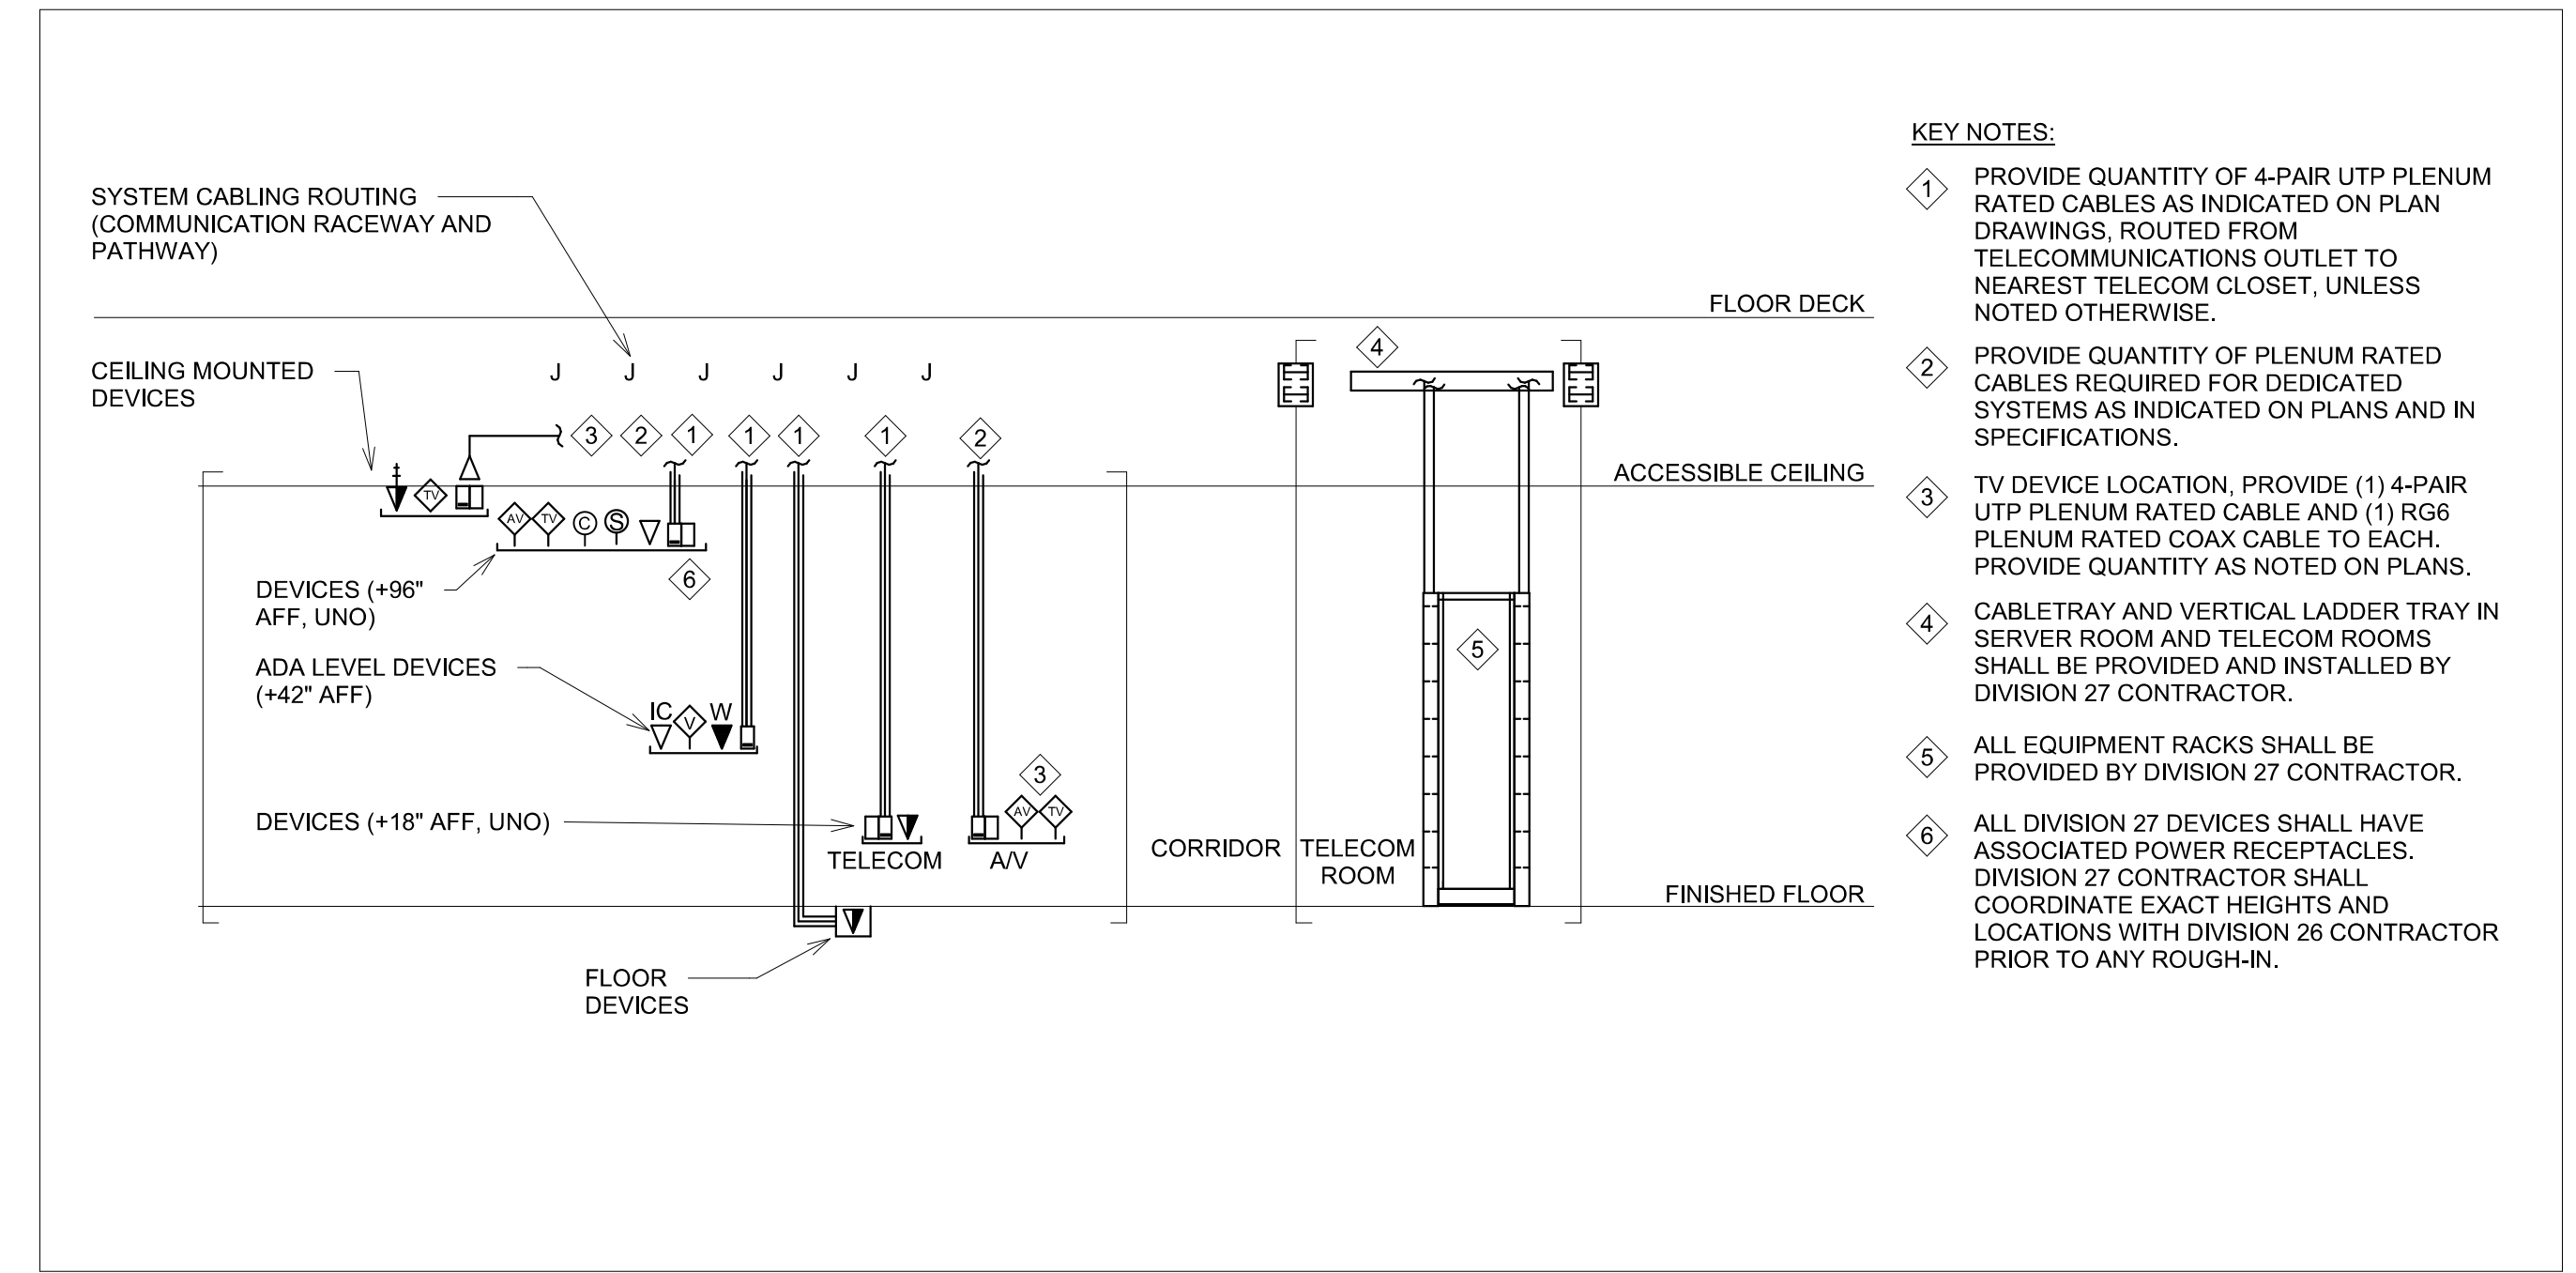 KEY NOTES:
1 PROVIDE QUANTITY OF 4-PAIR UTP PLENUM
RATED CABLES AS INDICATED ON PLAN
DRAWINGS, ROUTED FROM
TELECOMMUNICATIONS OUTLET TO
NEAREST TELECOM CLOSET, UNLESS
NOTED OTHERWISE.
2 PROVIDE QUANTITY OF PLENUM RATED
CABLES REQUIRED FOR DEDICATED
SYSTEMS AS INDICATED ON PLANS AND IN
SPECIFICATIONS.
3 TV DEVICE LOCATION, PROVIDE (1) 4-PAIR
UTP PLENUM RATED CABLE AND (1) RG6
PLENUM RATED COAX CABLE TO EACH.
PROVIDE QUANTITY AS NOTED ON PLANS.
4 CABLETRAY AND VERTICAL LADDER TRAY IN
SERVER ROOM AND TELECOM ROOMS
SHALL BE PROVIDED AND INSTALLED BY
DIVISION 27 CONTRACTOR.
5 ALL EQUIPMENT RACKS SHALL BE
PROVIDED BY DIVISION 27 CONTRACTOR.
6 ALL DIVISION 27 DEVICES SHALL HAVE
ASSOCIATED POWER RECEPTACLES.
DIVISION 27 CONTRACTOR SHALL
COORDINATE EXACT HEIGHTS AND
LOCATIONS WITH DIVISION 26 CONTRACTOR
PRIOR TO ANY ROUGH-IN.
SYSTEM CABLING ROUTING
(COMMUNICATION RACEWAY AND
PATHWAY)
FLOOR DECK
CEILING MOUNTED
DEVICES
J J J J J J
4
3 2 1 1 1 1 2
ACCESSIBLE CEILING
TV
AV TV C S
6
DEVICES (+96"
AFF, UNO)
5
ADA LEVEL DEVICES
(+42" AFF)
IC V W
3
AV TV
DEVICES (+18" AFF, UNO)
TELECOM
A/V
CORRIDOR
TELECOM
ROOM
FINISHED FLOOR
FLOOR
DEVICES